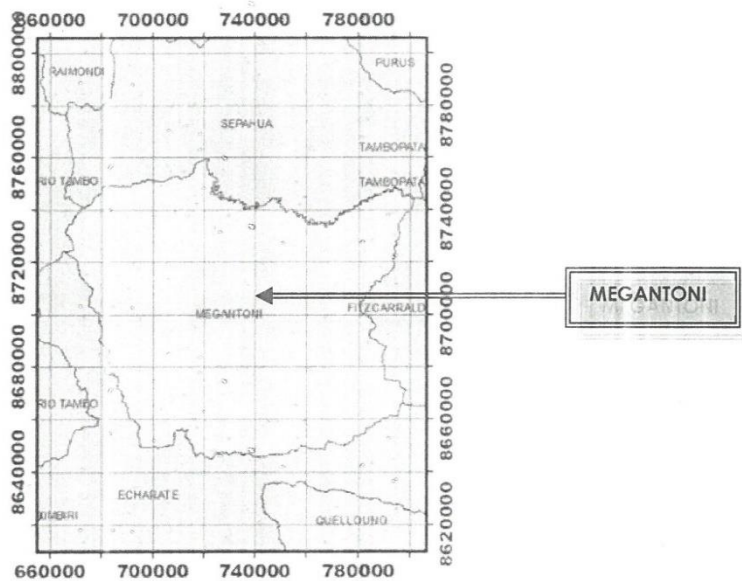 660000 700000 740000 780000
8800000
RAIMONDI
PURUS
8780000
SEPAHUA
TAMBOPATA
8760000
RIO TAMBO
TAMBOPATA
8740000
8720000
MEGANTONI
MEGANTONI
FITZCARRALD
8700000
8680000
RIO TAMBO
8660000
8640000
ECHARATE
QUELLOUNO
8620000
660000 700000 740000 780000